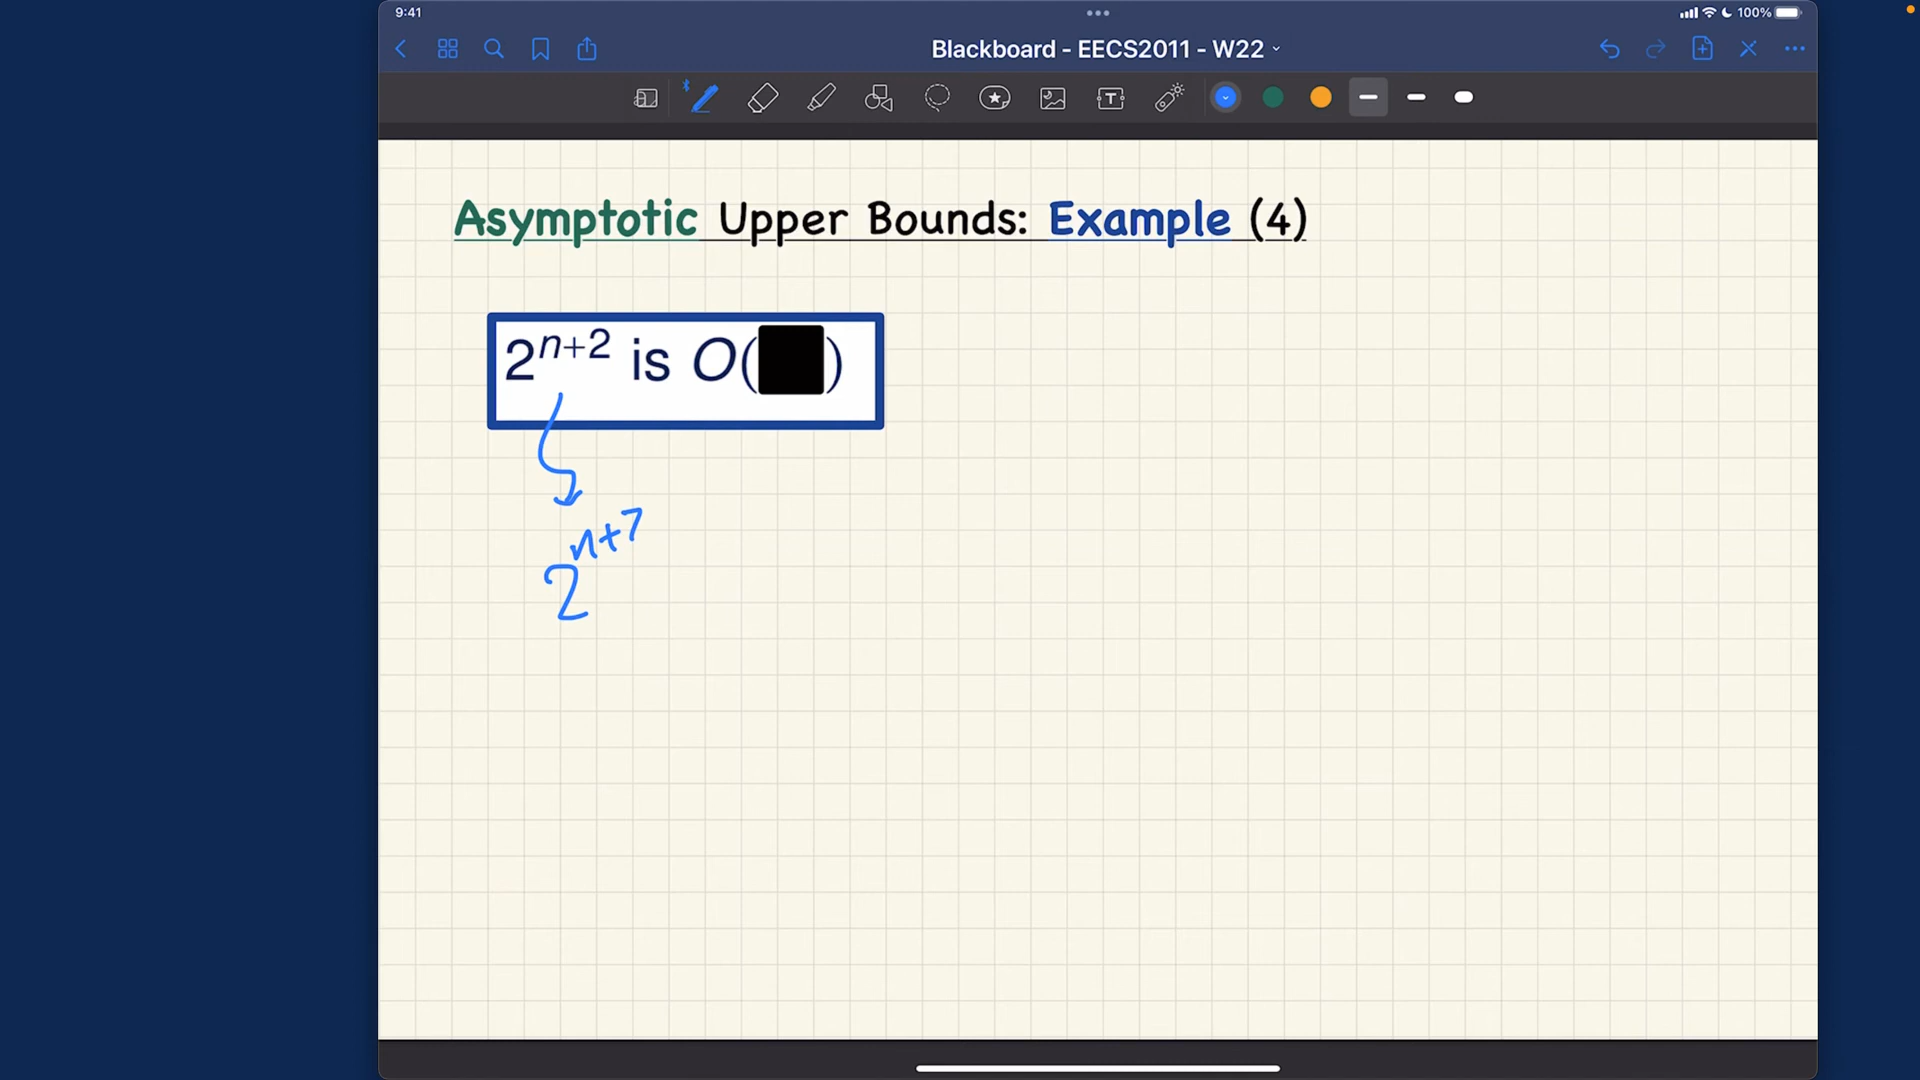 9:41
100%
Blackboard - EECS2011 - W22
T
Asymptotic Upper Bounds: Example (4)
2^{n+2} is O( )
2^{n+7}